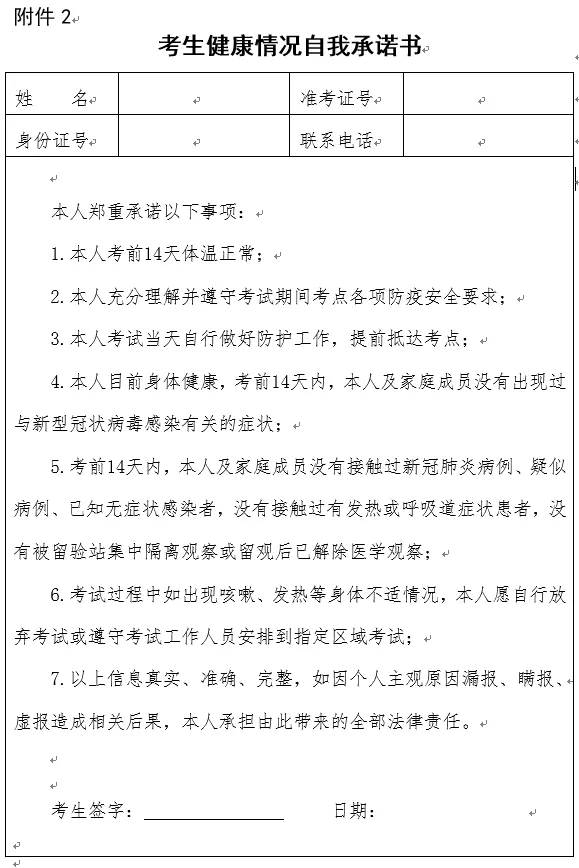 附件2
考生健康情况自我承诺书
姓　　名　　准考证号
身份证号　　联系电话
本人郑重承诺以下事项：
1.本人考前14天体温正常；
2.本人充分理解并遵守考试期间考点各项防疫安全要求；
3.本人考试当天自行做好防护工作，提前抵达考点；
4.本人目前身体健康，考前14天内，本人及家庭成员没有出现过
与新型冠状病毒感染有关的症状；
5.考前14天内，本人及家庭成员没有接触过新冠肺炎病例、疑似
病例、已知无症状感染者，没有接触过有发热或呼吸道症状患者，没
有被留验站集中隔离观察或留观后已解除医学观察；
6.考试过程中如出现咳嗽、发热等身体不适情况，本人愿自行放
弃考试或遵守考试工作人员安排到指定区域考试；
7.以上信息真实、准确、完整，如因个人主观原因漏报、瞒报、
虚报造成相关后果，本人承担由此带来的全部法律责任。
考生签字：　　日期：